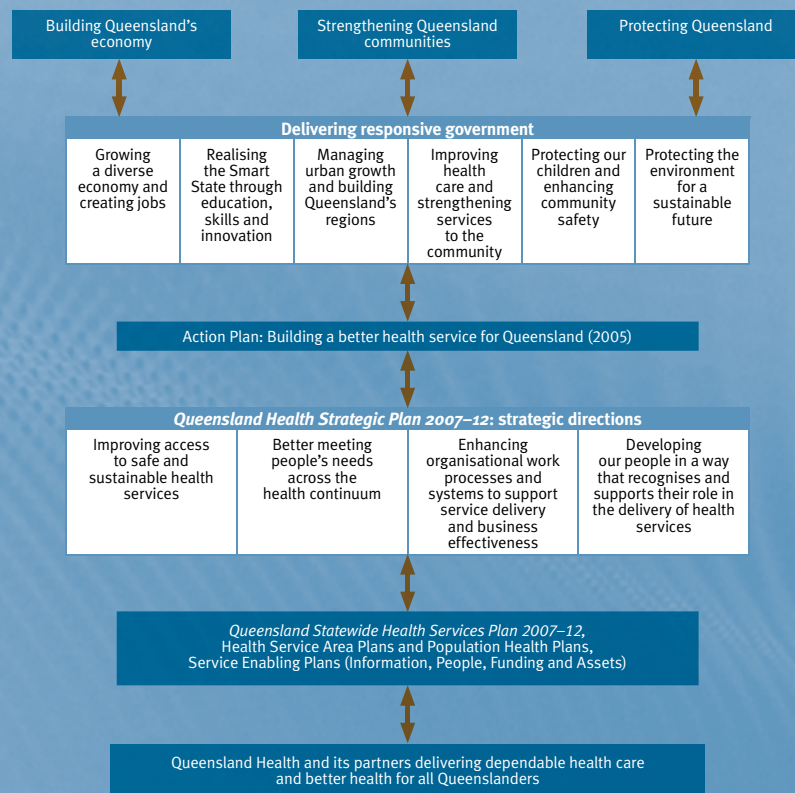 Building Queensland's
economy
Strengthening Queensland
communities
Protecting Queensland
Delivering responsive government
Growing
a diverse
economy and
creating jobs
Realising
the Smart
State through
education,
skills and
innovation
Managing
urban growth
and building
Queensland's
regions
Improving
health
care and
strengthening
services
to the
community
Protecting our
children and
enhancing
community
safety
Protecting the
environment
for a
sustainable
future
Action Plan: Building a better health service for Queensland (2005)
Queensland Health Strategic Plan 2007–12: strategic directions
Improving access
to safe and
sustainable health
services
Better meeting
people's needs
across the
health continuum
Enhancing
organisational work
processes and
systems to support
service delivery
and business
effectiveness
Developing
our people in a way
that recognises and
supports their role in
the delivery of health
services
Queensland Statewide Health Services Plan 2007–12,
Health Service Area Plans and Population Health Plans,
Service Enabling Plans (Information, People, Funding and Assets)
Queensland Health and its partners delivering dependable health care
and better health for all Queenslanders